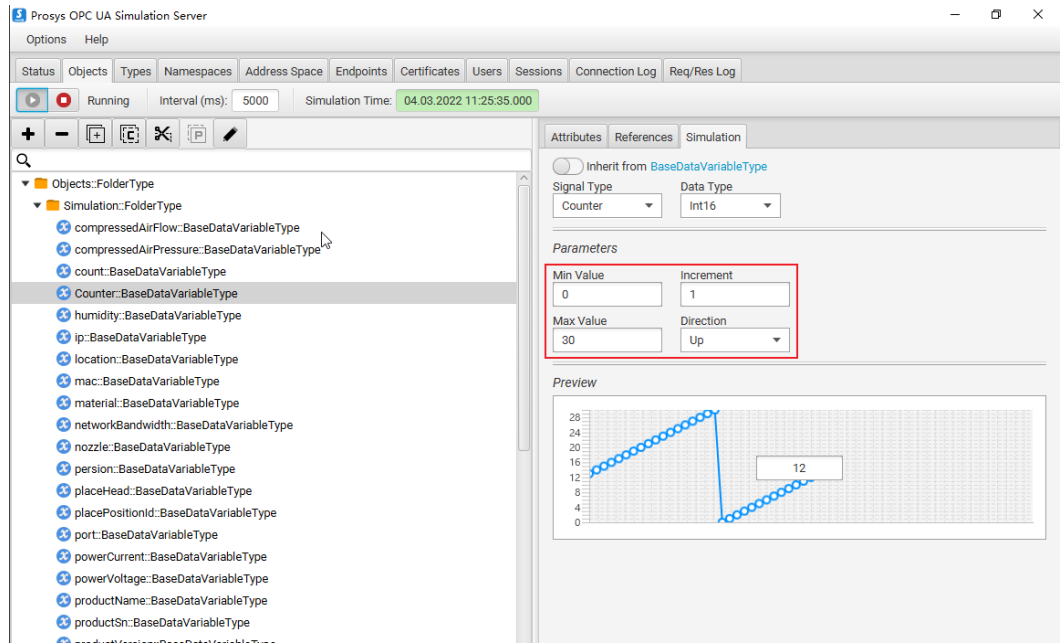 Prosys OPC UA Simulation Server
Options Help
Status Objects Types Namespaces Address Space Endpoints Certificates Users Sessions Connection Log Req/Res Log
Running Interval (ms): 5000 Simulation Time: 04.03.2022 11:25:35.000
Objects::FolderType
Simulation::FolderType
compressedAirFlow::BaseDataVariableType
compressedAirPressure::BaseDataVariableType
count::BaseDataVariableType
Counter::BaseDataVariableType
humidity::BaseDataVariableType
ip::BaseDataVariableType
location::BaseDataVariableType
mac::BaseDataVariableType
material::BaseDataVariableType
networkBandwidth::BaseDataVariableType
nozzle::BaseDataVariableType
persion::BaseDataVariableType
placeHead::BaseDataVariableType
placePositionId::BaseDataVariableType
port::BaseDataVariableType
powerCurrent::BaseDataVariableType
powerVoltage::BaseDataVariableType
productName::BaseDataVariableType
productSn::BaseDataVariableType
Attributes References Simulation
Inherit from BaseDataVariableType
Signal Type Data Type
Counter Int16
Parameters
Min Value Increment
0 1
Max Value Direction
30 Up
Preview
28
24
20
16
12
8
4
0
12